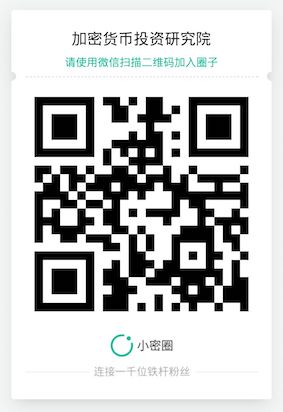 加密货币投资研究院
请使用微信扫描二维码加入圈子
小密圈
连接一千位铁杆粉丝